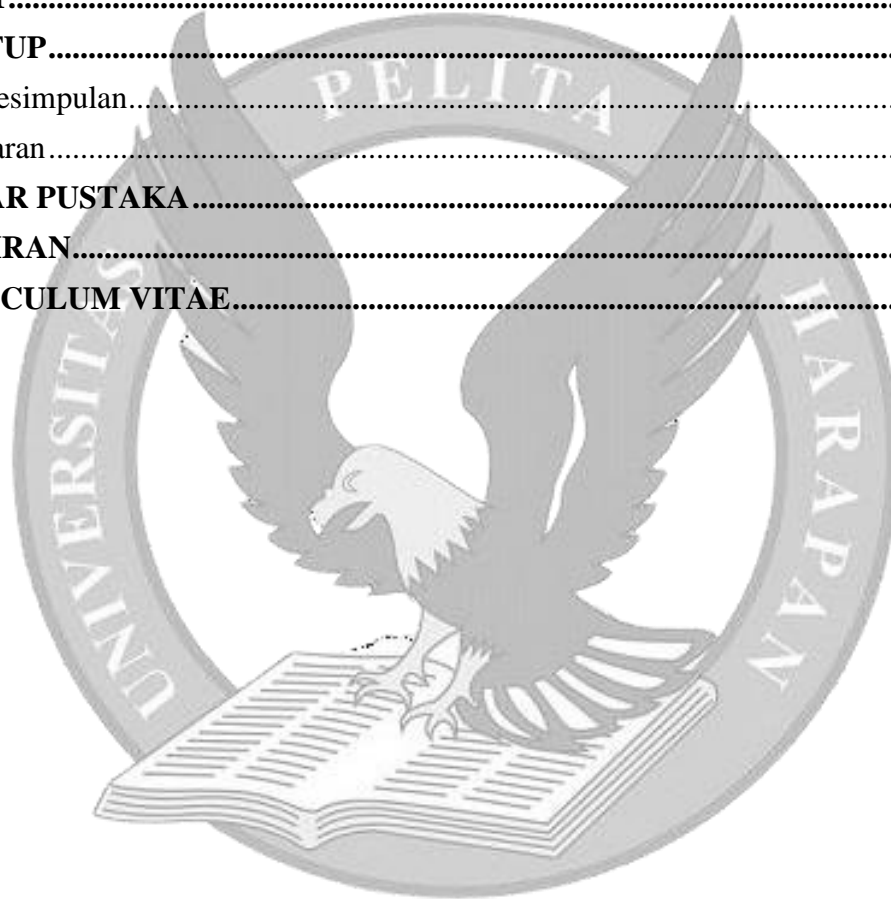 TUP..........................................................................................................
esimpulan..........................................................................................................
aran..........................................................................................................
AR PUSTAKA..........................................................................................................
IRAN..........................................................................................................
CULUM VITAE..........................................................................................................
UNIVERSITAS PELITA HARAPAN